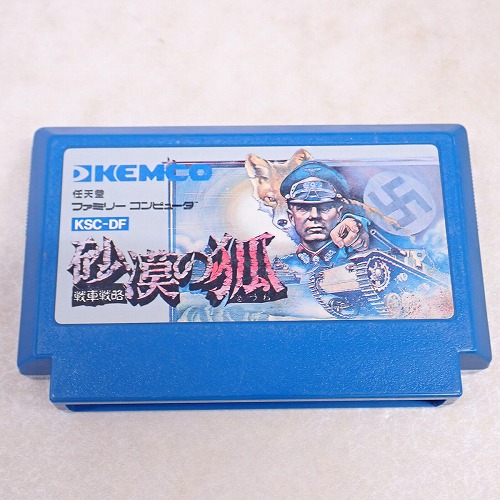 KEMCO
任天堂
ファミリー コンピュータ
KSC-DF
砂漠の狐
戦車戦略